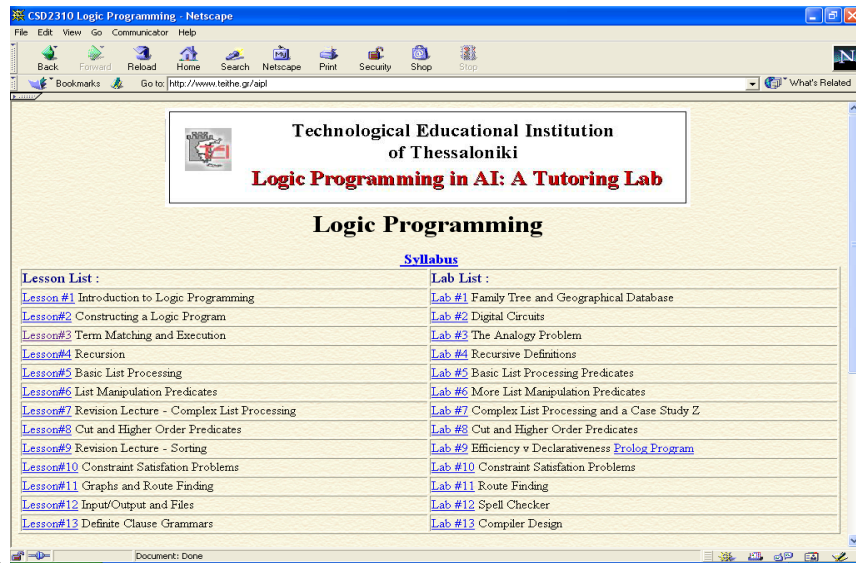 CSD2310 Logic Programming - Netscape
File Edit View Go Communicator Help
Back Forward Reload Home Search Netscape Print Security Shop Stop
Bookmarks Go to: http://www.teithe.gr/aipl What's Related
Technological Educational Institution
of Thessaloniki
Logic Programming in AI: A Tutoring Lab
Logic Programming
Syllabus
Lesson List : Lab List :
Lesson #1 Introduction to Logic Programming Lab #1 Family Tree and Geographical Database
Lesson#2 Constructing a Logic Program Lab #2 Digital Circuits
Lesson#3 Term Matching and Execution Lab #3 The Analogy Problem
Lesson#4 Recursion Lab #4 Recursive Definitions
Lesson#5 Basic List Processing Lab #5 Basic List Processing Predicates
Lesson#6 List Manipulation Predicates Lab #6 More List Manipulation Predicates
Lesson#7 Revision Lecture - Complex List Processing Lab #7 Complex List Processing and a Case Study Z
Lesson#8 Cut and Higher Order Predicates Lab #8 Cut and Higher Order Predicates
Lesson#9 Revision Lecture - Sorting Lab #9 Efficiency v Declarativeness Prolog Program
Lesson#10 Constraint Satisfaction Problems Lab #10 Constraint Satisfaction Problems
Lesson#11 Graphs and Route Finding Lab #11 Route Finding
Lesson#12 Input/Output and Files Lab #12 Spell Checker
Lesson#13 Definite Clause Grammars Lab #13 Compiler Design
Document: Done